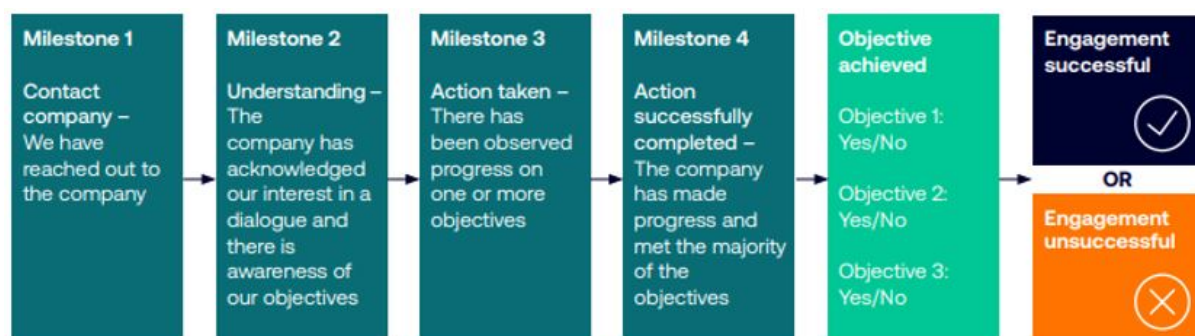 Milestone 1
Contact
company –
We have
reached out to
the company
Milestone 2
Understanding –
The
company has
acknowledged
our interest in a
dialogue and
there is
awareness of
our objectives
Milestone 3
Action taken –
There has
been observed
progress on
one or more
objectives
Milestone 4
Action
successfully
completed –
The company
has made
progress and
met the majority
of the
objectives
Objective
achieved
Objective 1:
Yes/No
Objective 2:
Yes/No
Objective 3:
Yes/No
Engagement
successful
OR
Engagement
unsuccessful